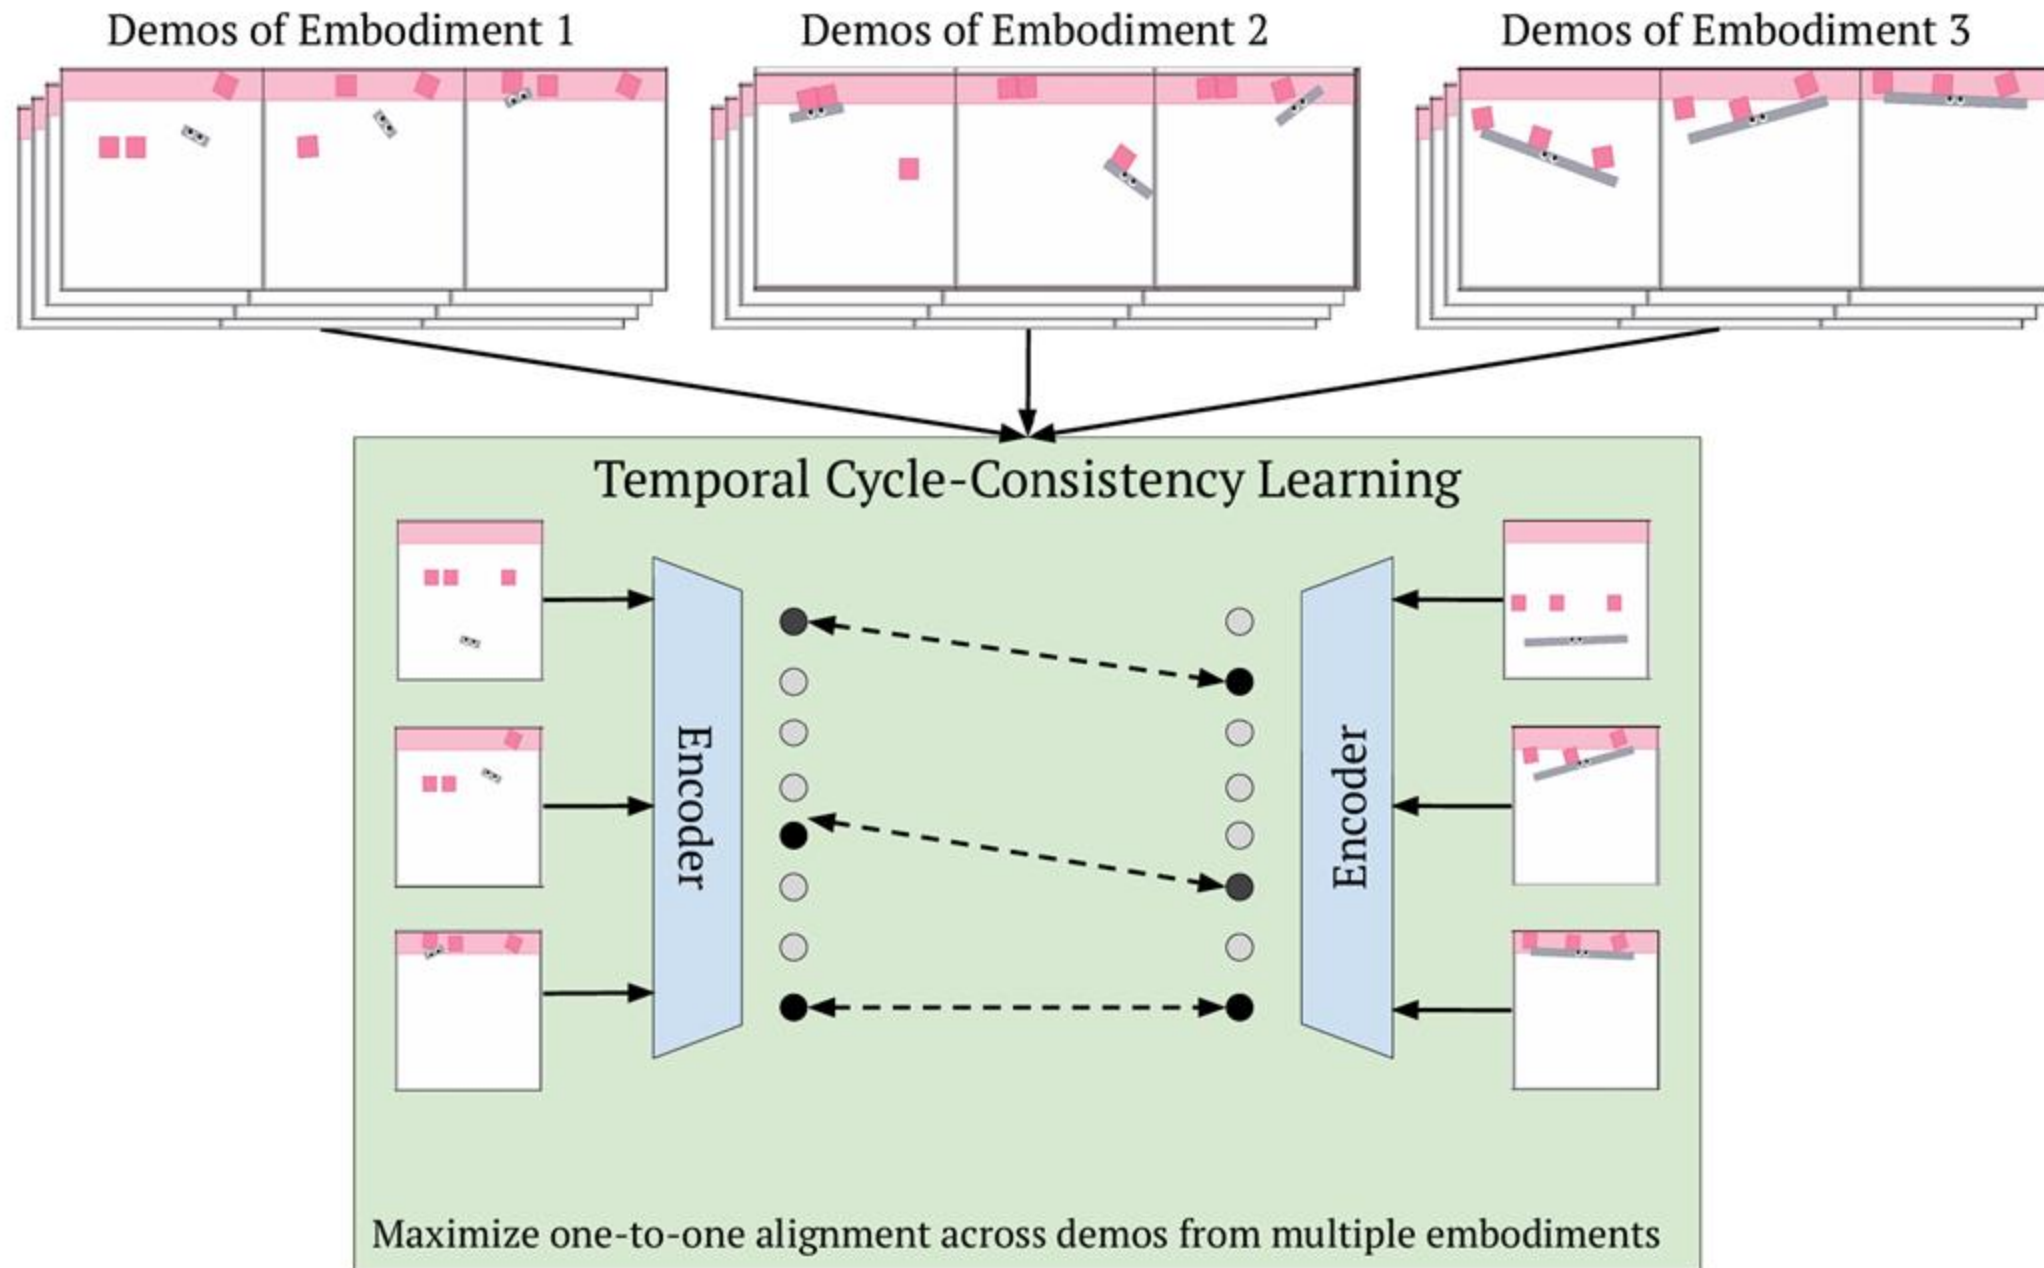 Demos of Embodiment 1
Demos of Embodiment 2
Demos of Embodiment 3
Temporal Cycle-Consistency Learning
Encoder
Encoder
Maximize one-to-one alignment across demos from multiple embodiments